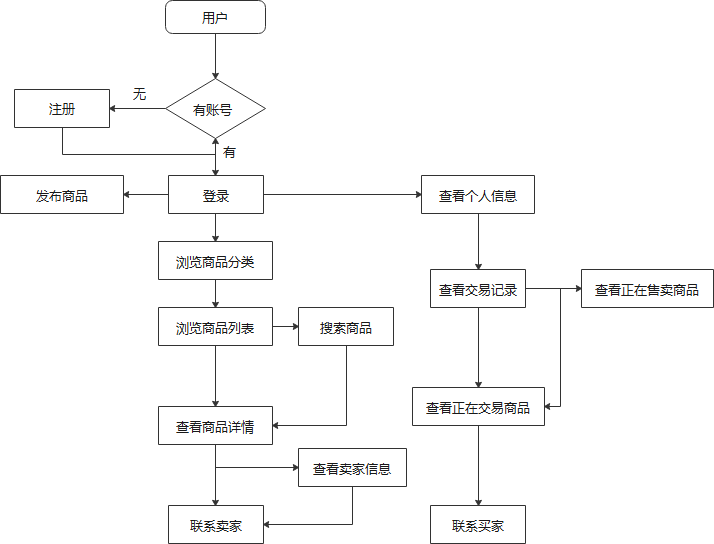 用户
无
注册
有账号
有
发布商品
登录
查看个人信息
浏览商品分类
查看交易记录
查看正在售卖商品
浏览商品列表
搜索商品
查看正在交易商品
查看商品详情
查看卖家信息
联系卖家
联系买家